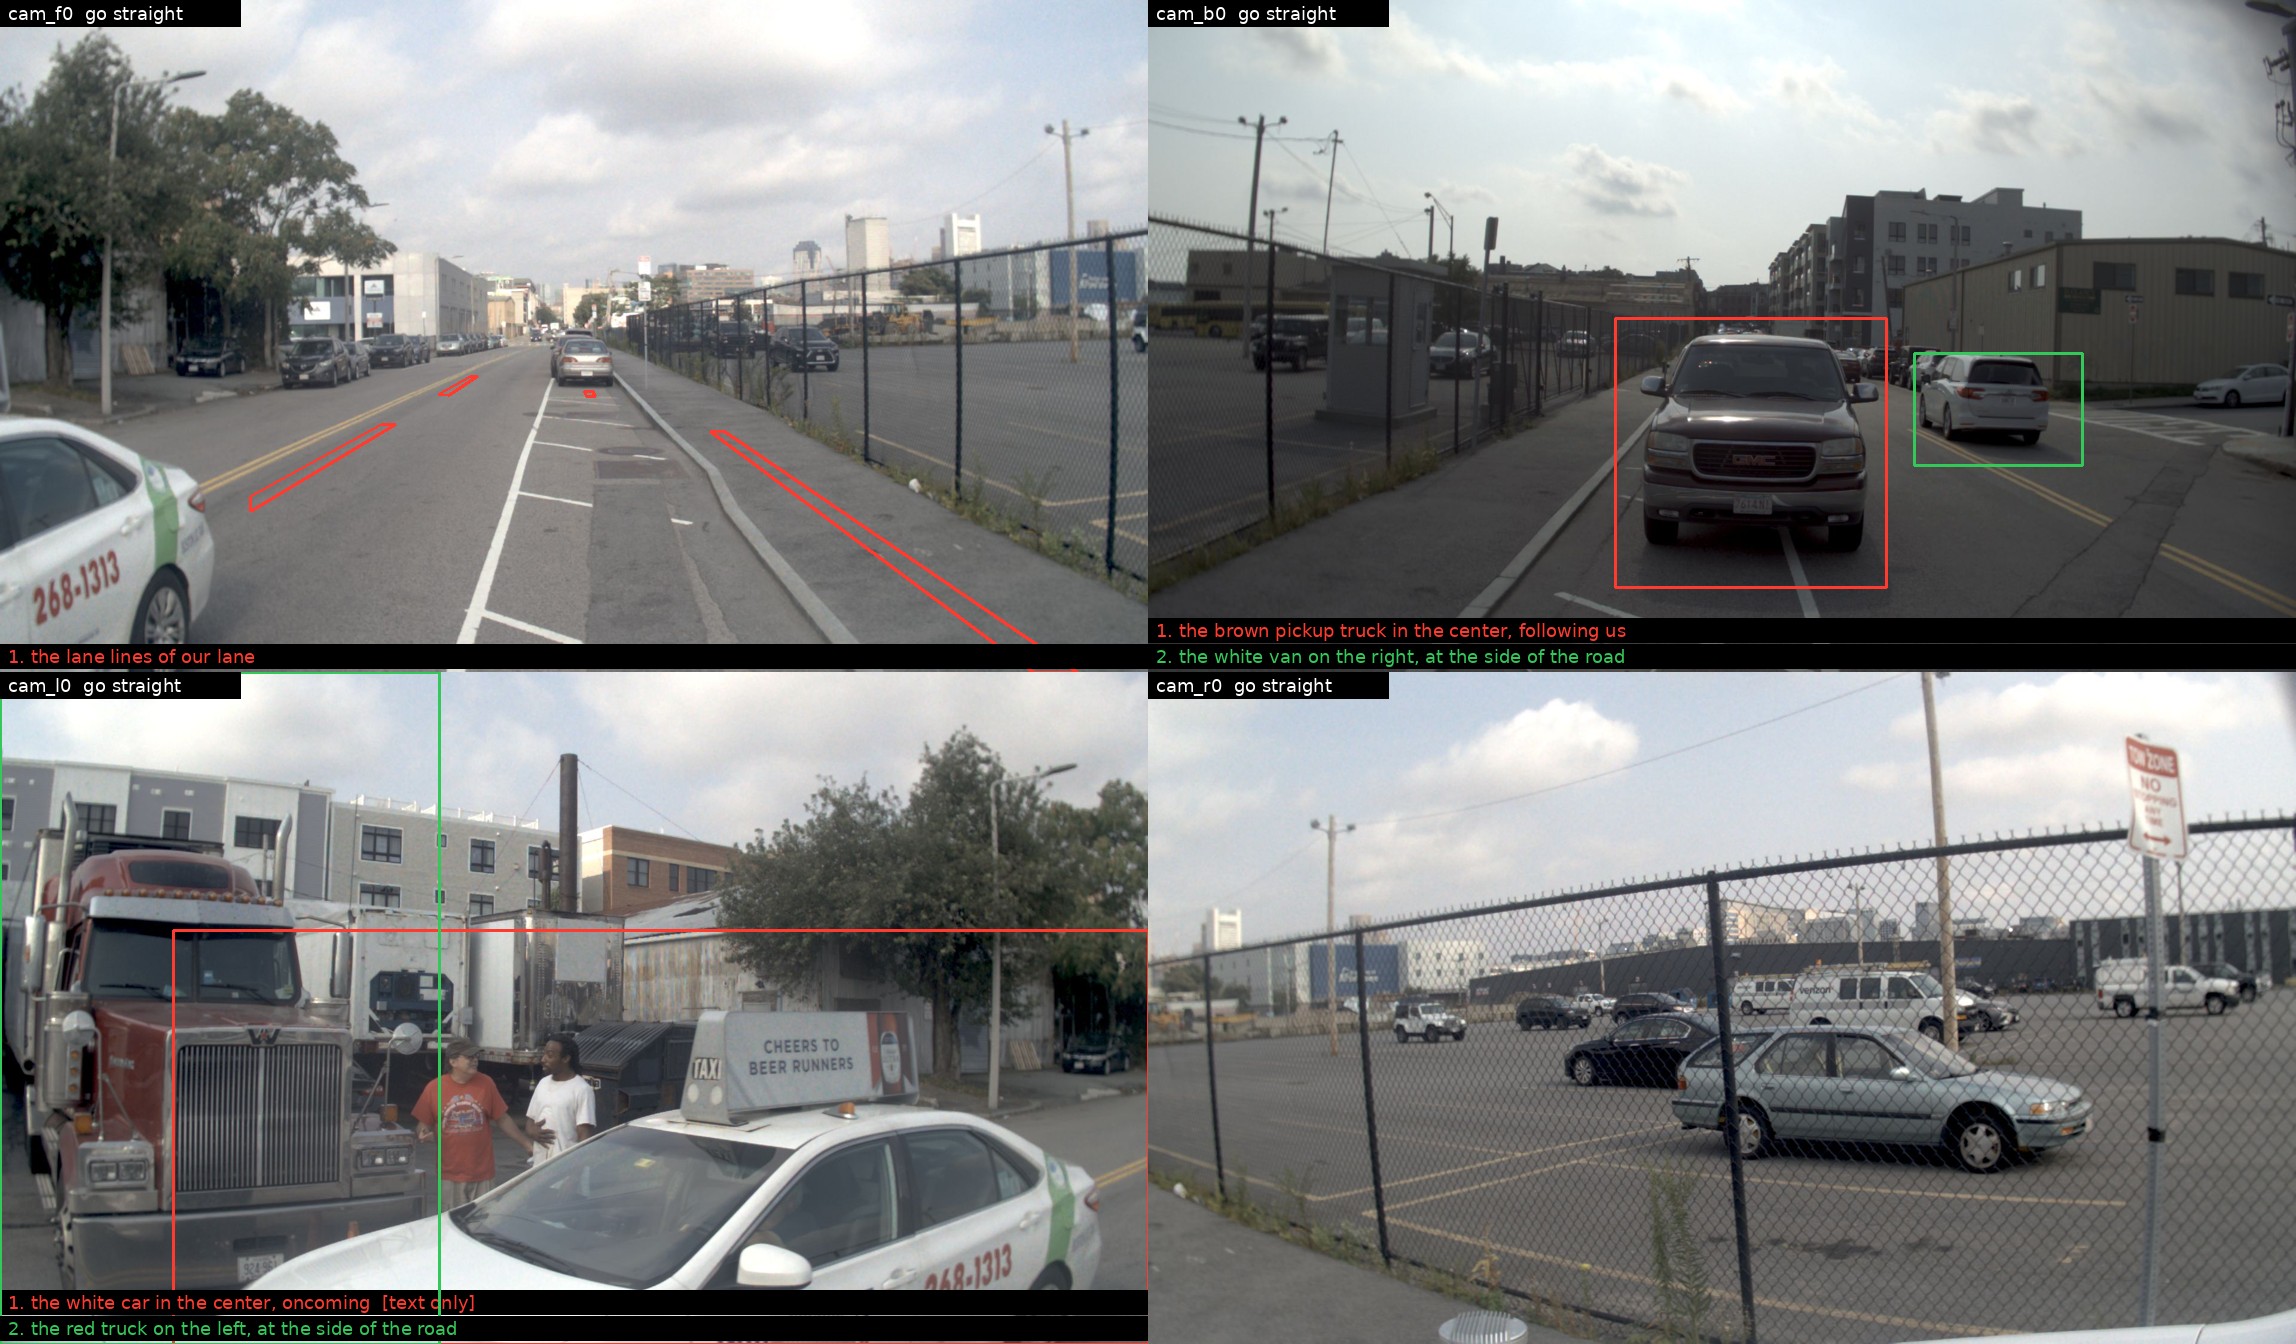 cam_f0 go straight
268-1313
1. the lane lines of our lane
cam_b0 go straight
GMC
1. the brown pickup truck in the center, following us
2. the white van on the right, at the side of the road
cam_l0 go straight
TAXI
CHEERS TO
BEER RUNNERS
268-1313
1. the white car in the center, oncoming [text only]
2. the red truck on the left, at the side of the road
cam_r0 go straight
TOW ZONE
NO
STOPPING
ANY
TIME
verizon